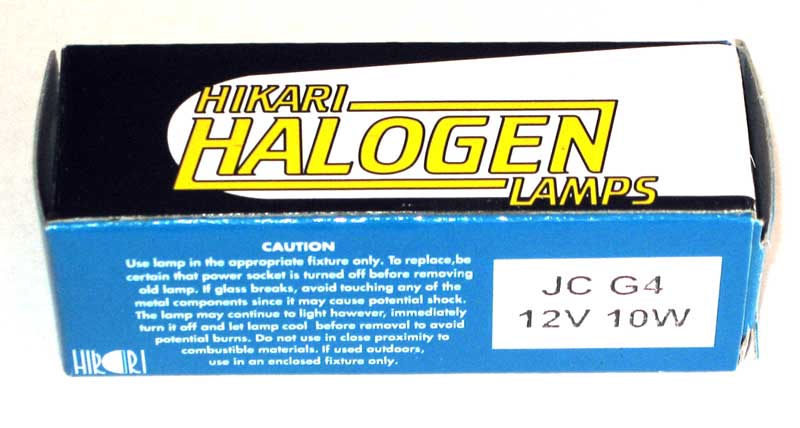 HIKARI
HALOGEN
LAMPS
CAUTION
Use lamp in the appropriate fixture only. To replace,be
certain that power socket is turned off before removing
old lamp. If glass breaks, avoid touching any of the
metal components since it may cause potential shock.
The lamp may continue to light however, immediately
turn it off and let lamp cool before removal to avoid
potential burns. Do not use in close proximity to
combustible materials. If used outdoors,
use in an enclosed fixture only.
JC G4
12V 10W
HIKARI